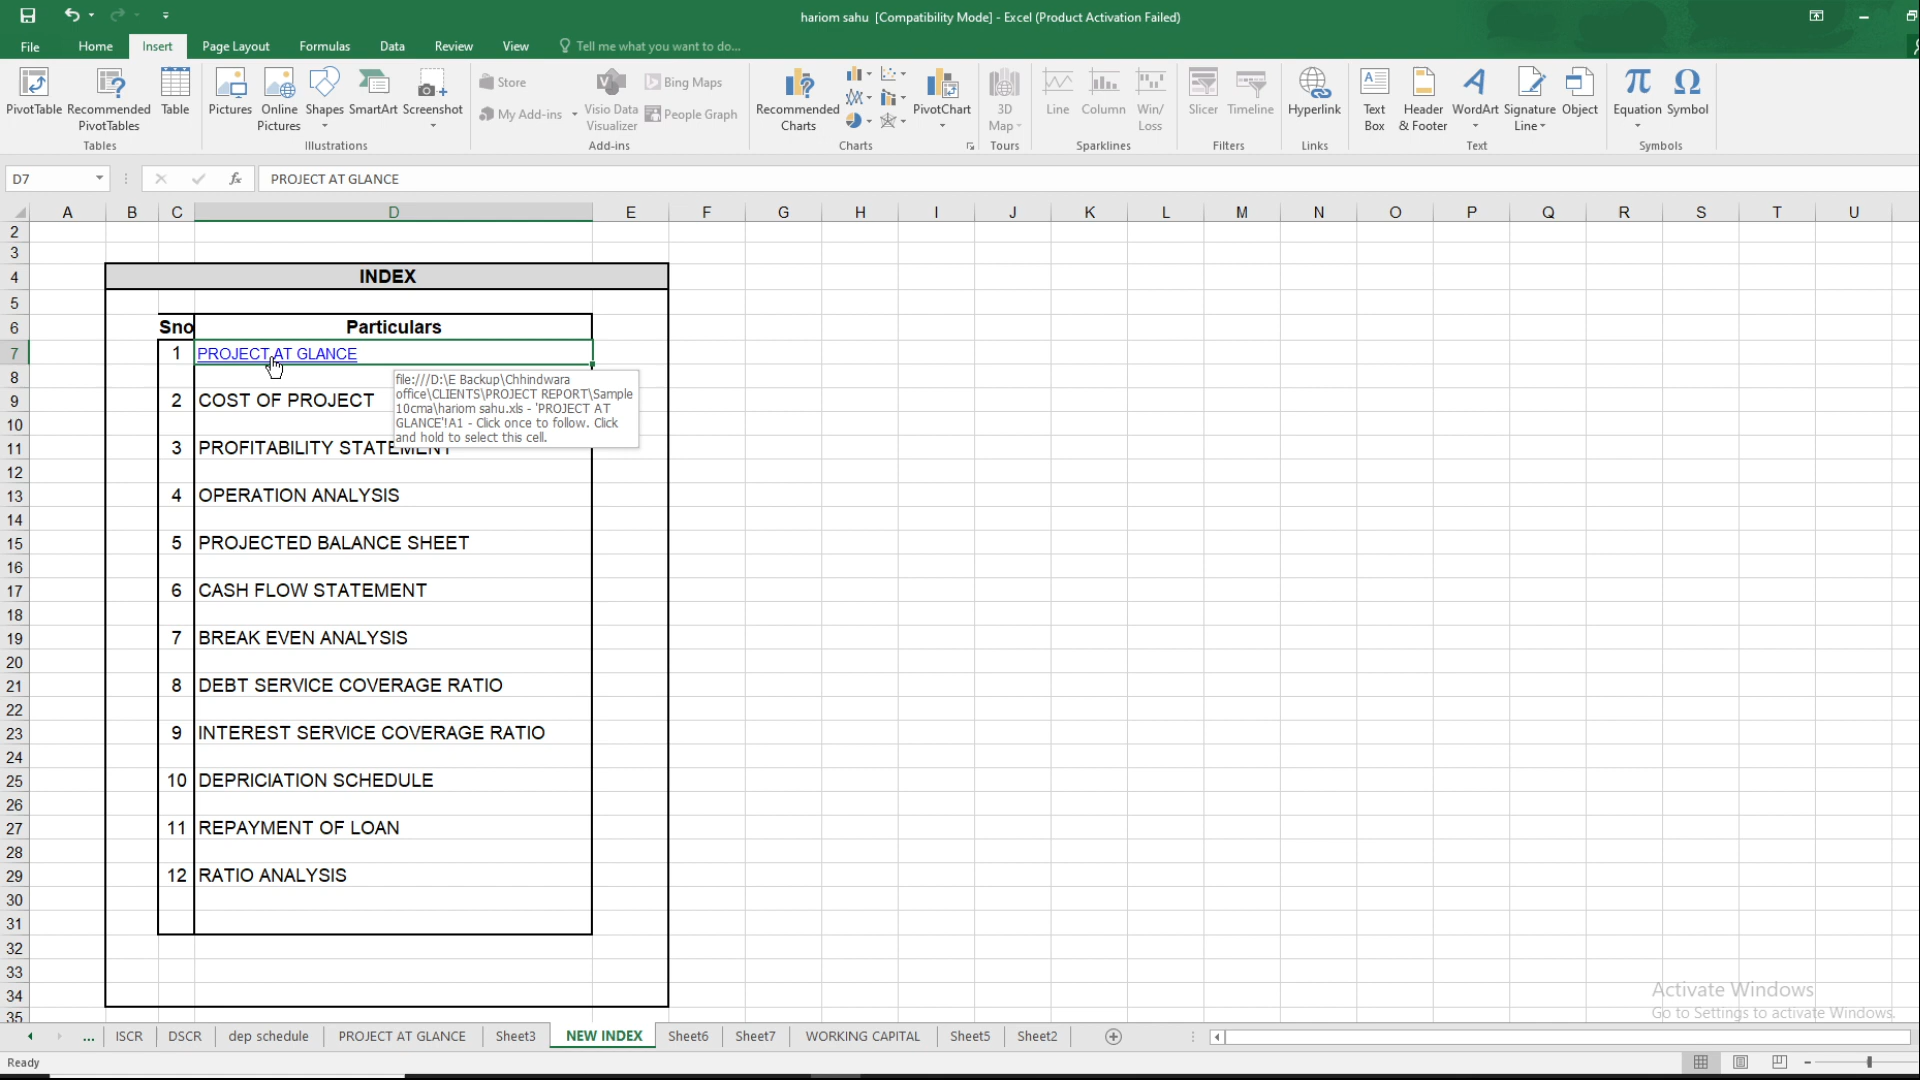 hariom sahu [Compatibility Mode] - Excel (Product Activation Failed)
File Home Insert Page Layout Formulas Data Review View Tell me what you want to do...
PivotTable Recommended PivotTables Table
Tables
Pictures Online Pictures Shapes SmartArt Screenshot
Illustrations
Store
My Add-ins
Visio Data Visualizer
Bing Maps
People Graph
Add-ins
Recommended Charts
PivotChart
Charts
3D Map
Tours
Line Column Win/ Loss
Sparklines
Slicer Timeline
Filters
Hyperlink
Links
Text Box Header & Footer WordArt Signature Line Object
Text
Equation Symbol
Symbols
D7 fx PROJECT AT GLANCE
A B C D E F G H I J K L M N O P Q R S T U
2
3
4 INDEX
5
6 Sno Particulars
7 1 PROJECT AT GLANCE
file:///D:\E Backup\Chhindwara
office\CLIENTS\PROJECT REPORT\Sample
10cma\hariom sahu.xls - 'PROJECT AT
GLANCE'!A1 - Click once to follow. Click
and hold to select this cell.
8
9 2 COST OF PROJECT
10
11 3 PROFITABILITY STATEMENT
12
13 4 OPERATION ANALYSIS
14
15 5 PROJECTED BALANCE SHEET
16
17 6 CASH FLOW STATEMENT
18
19 7 BREAK EVEN ANALYSIS
20
21 8 DEBT SERVICE COVERAGE RATIO
22
23 9 INTEREST SERVICE COVERAGE RATIO
24
25 10 DEPRICIATION SCHEDULE
26
27 11 REPAYMENT OF LOAN
28
29 12 RATIO ANALYSIS
30
31
32
33
34
35
Activate Windows
Go to Settings to activate Windows.
... ISCR DSCR dep schedule PROJECT AT GLANCE Sheet3 NEW INDEX Sheet6 Sheet7 WORKING CAPITAL Sheet5 Sheet2
Ready